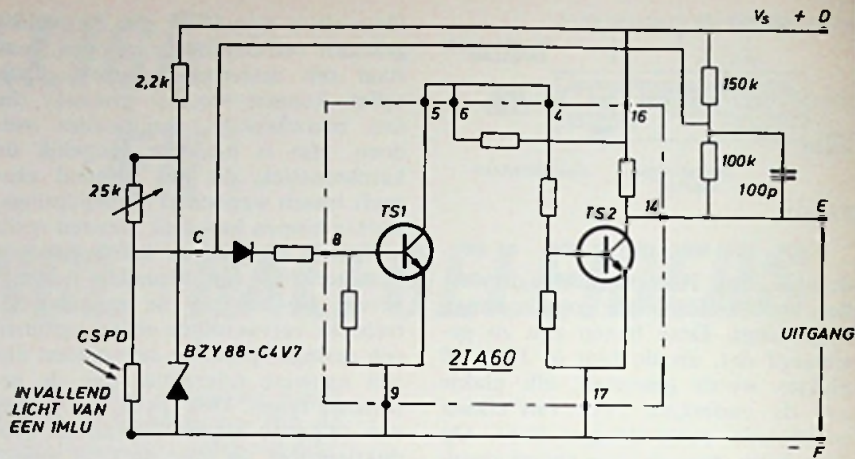 Vs + D
2,2k
5 6 4 16
150k
25k
100k
100p
TS1
TS2
14
E
C
8
CSPD
BZY88-C4V7
2IA60
UITGANG
INVALLEND
LICHT VAN
EEN 1MLU
9
17
- F